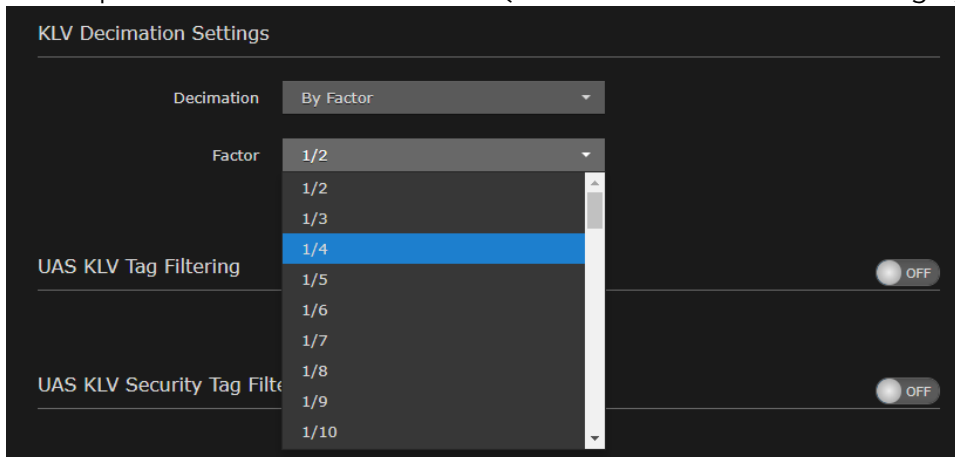 KLV Decimation Settings
Decimation By Factor
Factor 1/2
1/2
1/3
1/4
UAS KLV Tag Filtering OFF
1/5
1/6
1/7
1/8
UAS KLV Security Tag Filte OFF
1/9
1/10